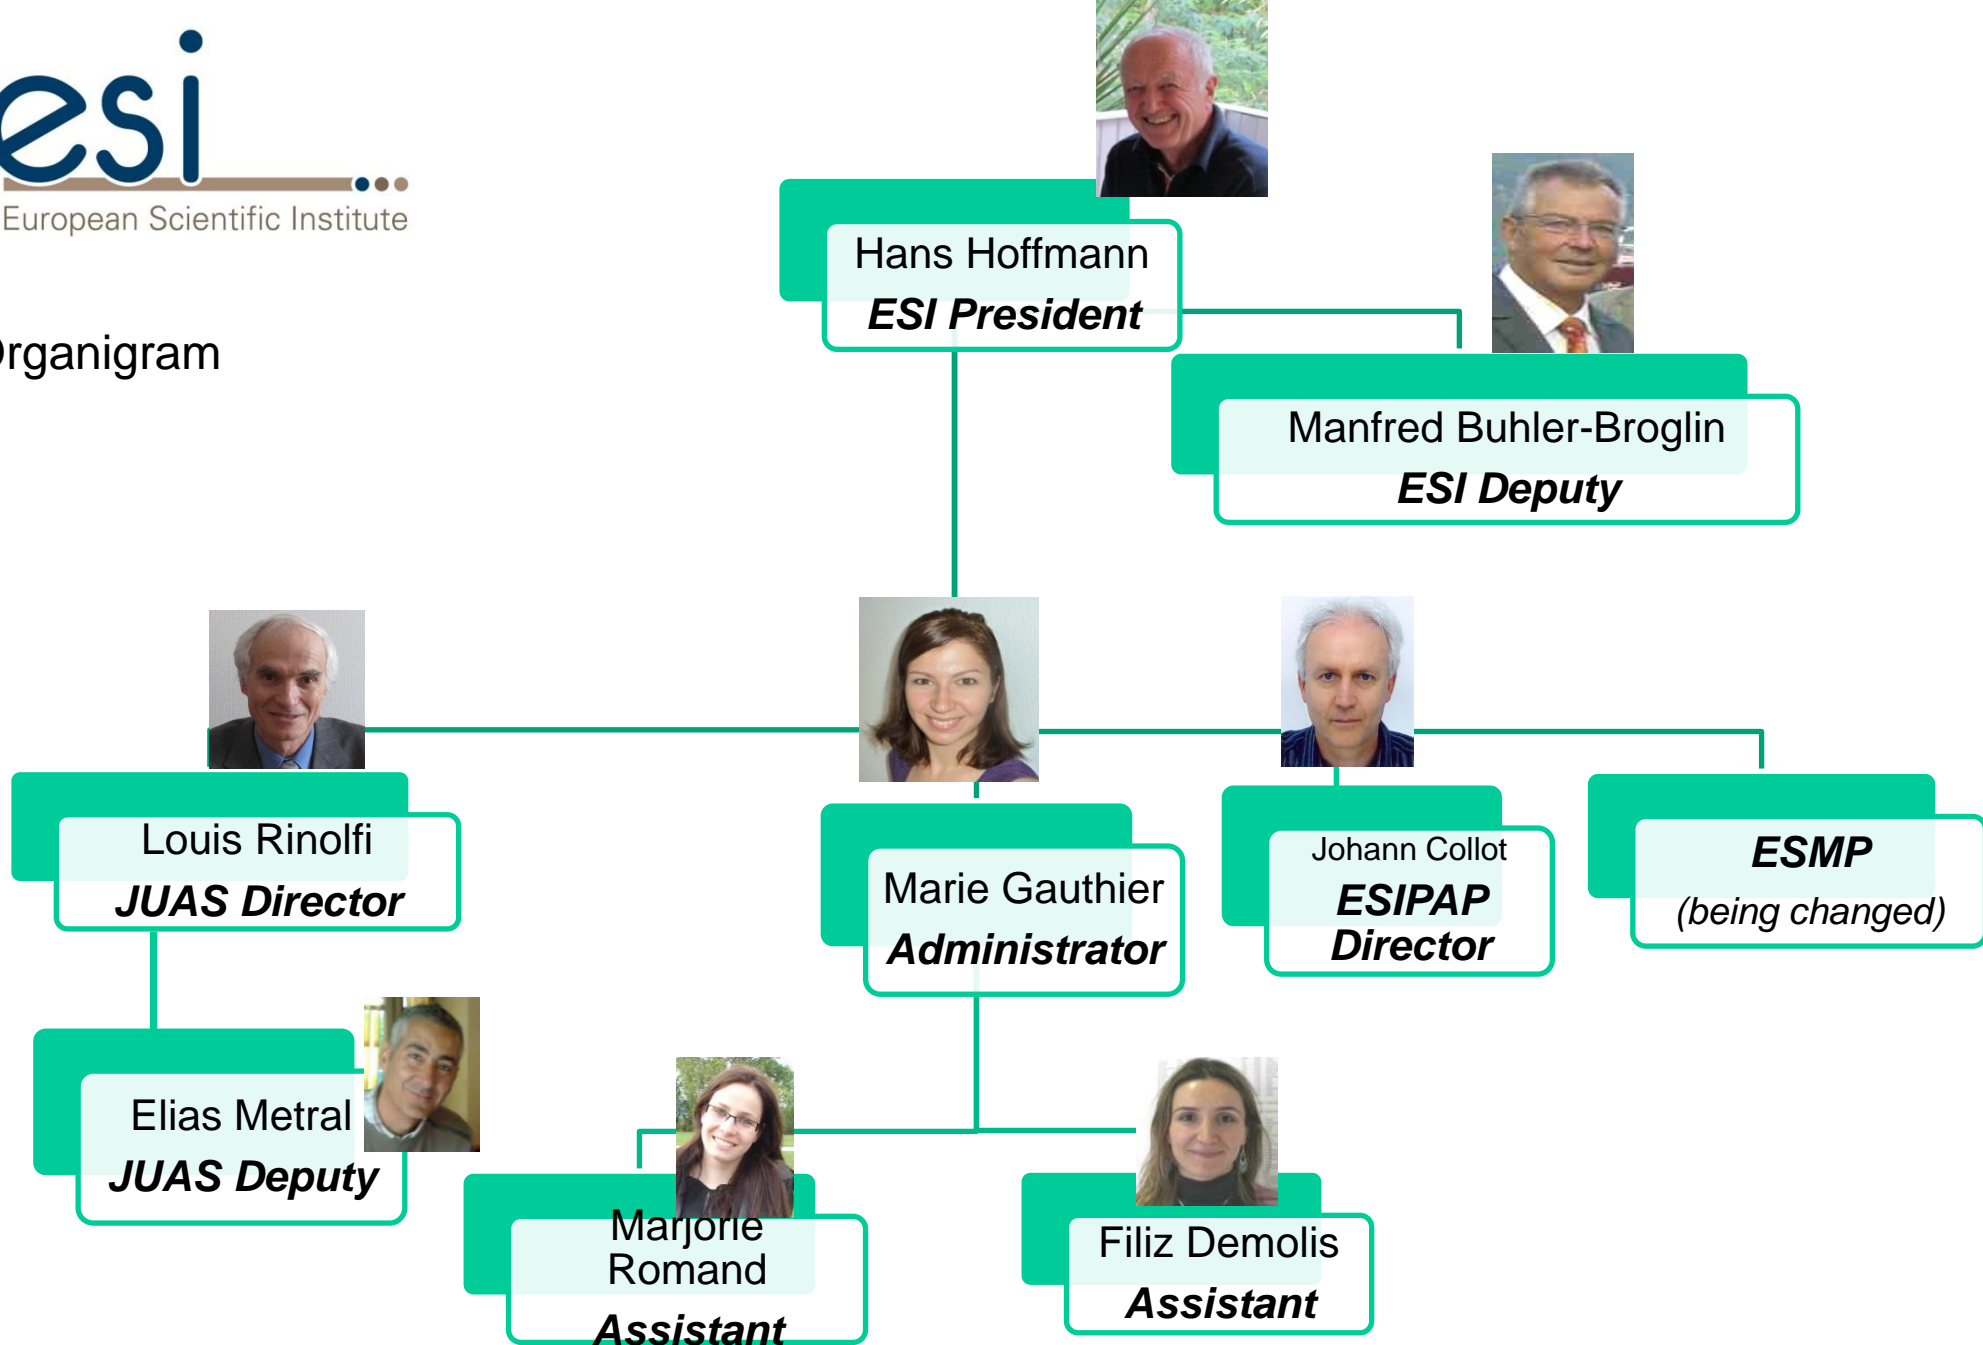 esi
European Scientific Institute
Organigram
Hans Hoffmann
ESI President
Manfred Buhler-Broglin
ESI Deputy
Louis Rinolfi
JUAS Director
Marie Gauthier
Administrator
Johann Collot
ESIPAP
Director
ESMP
(being changed)
Elias Metral
JUAS Deputy
Marjorie
Romand
Assistant
Filiz Demolis
Assistant